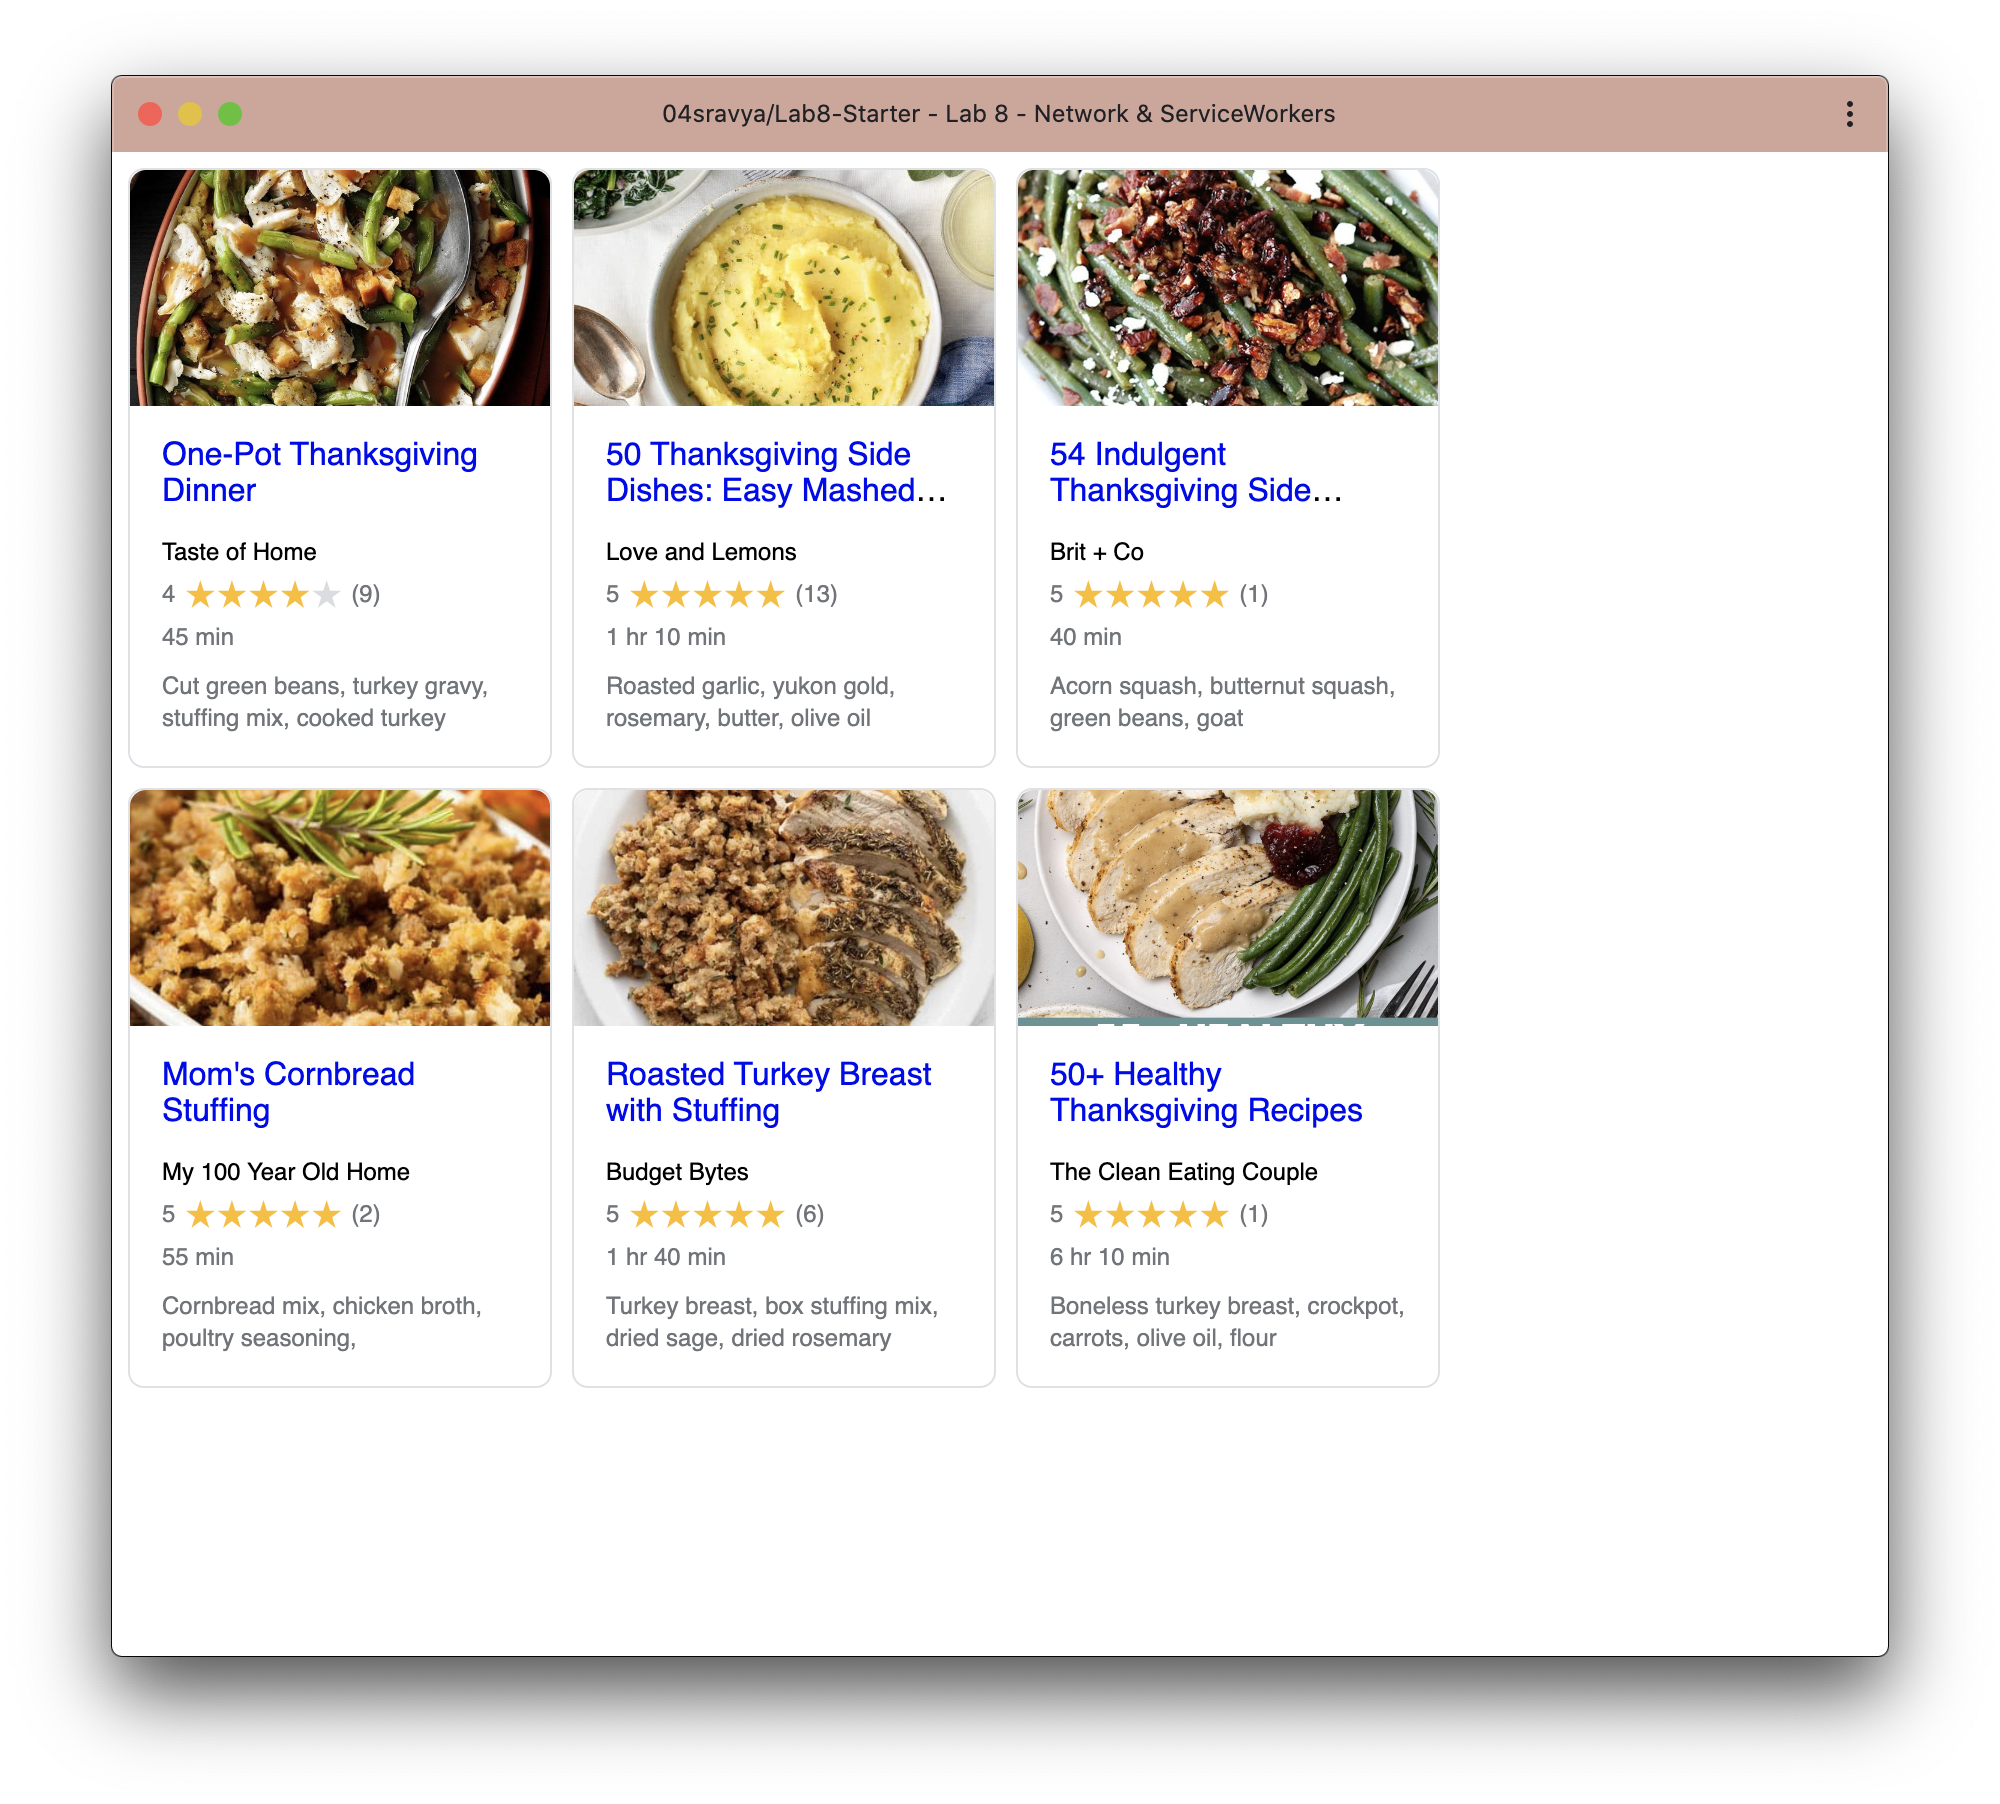 04sravya/Lab8-Starter - Lab 8 - Network & ServiceWorkers
One-Pot Thanksgiving
Dinner
Taste of Home
4 (9)
45 min
Cut green beans, turkey gravy,
stuffing mix, cooked turkey
50 Thanksgiving Side
Dishes: Easy Mashed...
Love and Lemons
5 (13)
1 hr 10 min
Roasted garlic, yukon gold,
rosemary, butter, olive oil
54 Indulgent
Thanksgiving Side...
Brit + Co
5 (1)
40 min
Acorn squash, butternut squash,
green beans, goat
Mom's Cornbread
Stuffing
My 100 Year Old Home
5 (2)
55 min
Cornbread mix, chicken broth,
poultry seasoning,
Roasted Turkey Breast
with Stuffing
Budget Bytes
5 (6)
1 hr 40 min
Turkey breast, box stuffing mix,
dried sage, dried rosemary
50+ Healthy
Thanksgiving Recipes
The Clean Eating Couple
5 (1)
6 hr 10 min
Boneless turkey breast, crockpot,
carrots, olive oil, flour